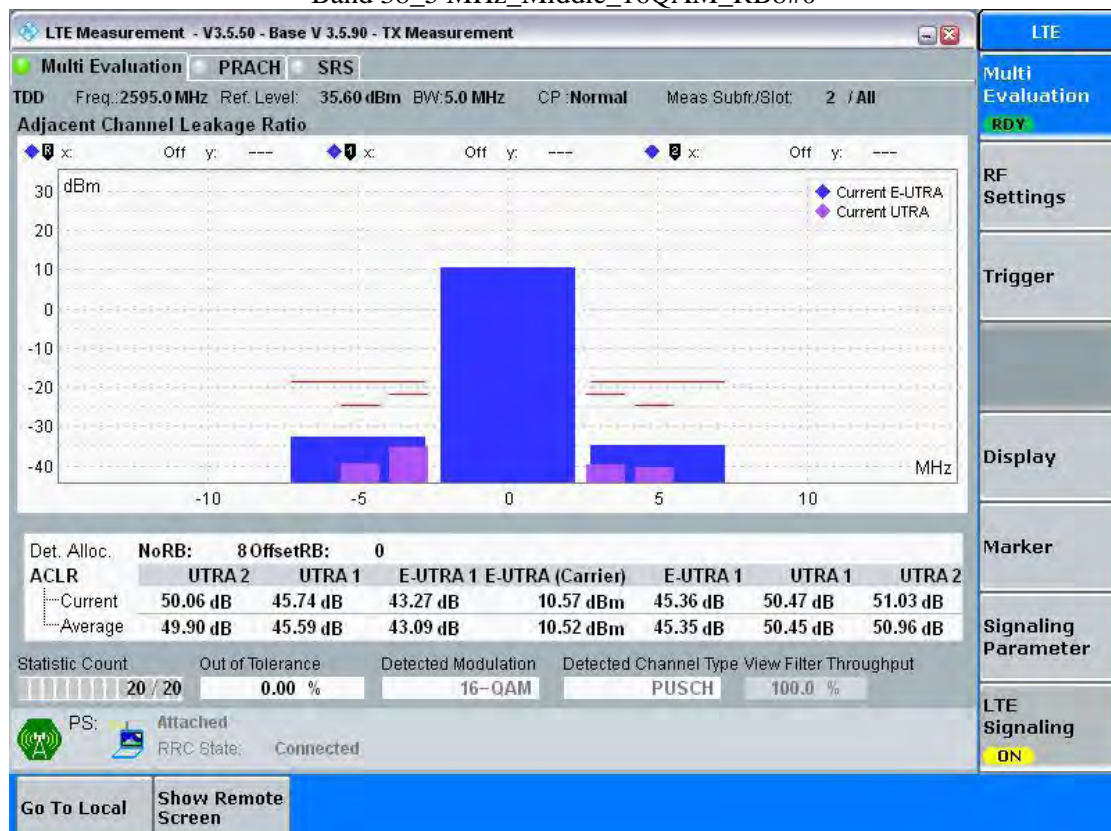 Band 38_5 MHz_Middle_16QAM_RB8#0
LTE Measurement - V3.5.50 - Base V 3.5.90 - TX Measurement
LTE
Multi Evaluation PRACH SRS
Multi Evaluation
RDY
TDD Freq.:2595.0 MHz Ref. Level: 35.60 dBm BW:5.0 MHz CP :Normal Meas Subfr./Slot: 2 / All
Adjacent Channel Leakage Ratio
R x: Off y: --- 1 x: Off y: --- 2 x: Off y: ---
dBm
Current E-UTRA
Current UTRA
30
20
10
0
-10
-20
-30
-40
MHz
-10 -5 0 5 10
RF Settings
Trigger
Display
Marker
Signaling Parameter
LTE Signaling
ON
Det. Alloc. NoRB: 8 OffsetRB: 0
ACLR UTRA 2 UTRA 1 E-UTRA 1 E-UTRA (Carrier) E-UTRA 1 UTRA 1 UTRA 2
Current 50.06 dB 45.74 dB 43.27 dB 10.57 dBm 45.36 dB 50.47 dB 51.03 dB
Average 49.90 dB 45.59 dB 43.09 dB 10.52 dBm 45.35 dB 50.45 dB 50.96 dB
Statistic Count Out of Tolerance Detected Modulation Detected Channel Type View Filter Throughput
20 / 20 0.00 % 16-QAM PUSCH 100.0 %
PS: Attached
RRC State: Connected
Go To Local
Show Remote Screen